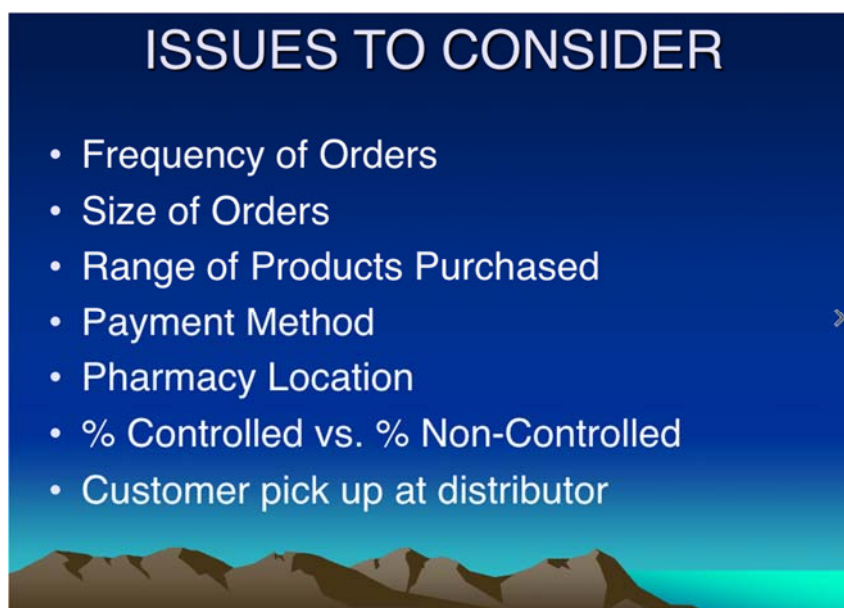 ISSUES TO CONSIDER
• Frequency of Orders
• Size of Orders
• Range of Products Purchased
• Payment Method
• Pharmacy Location
• % Controlled vs. % Non-Controlled
• Customer pick up at distributor